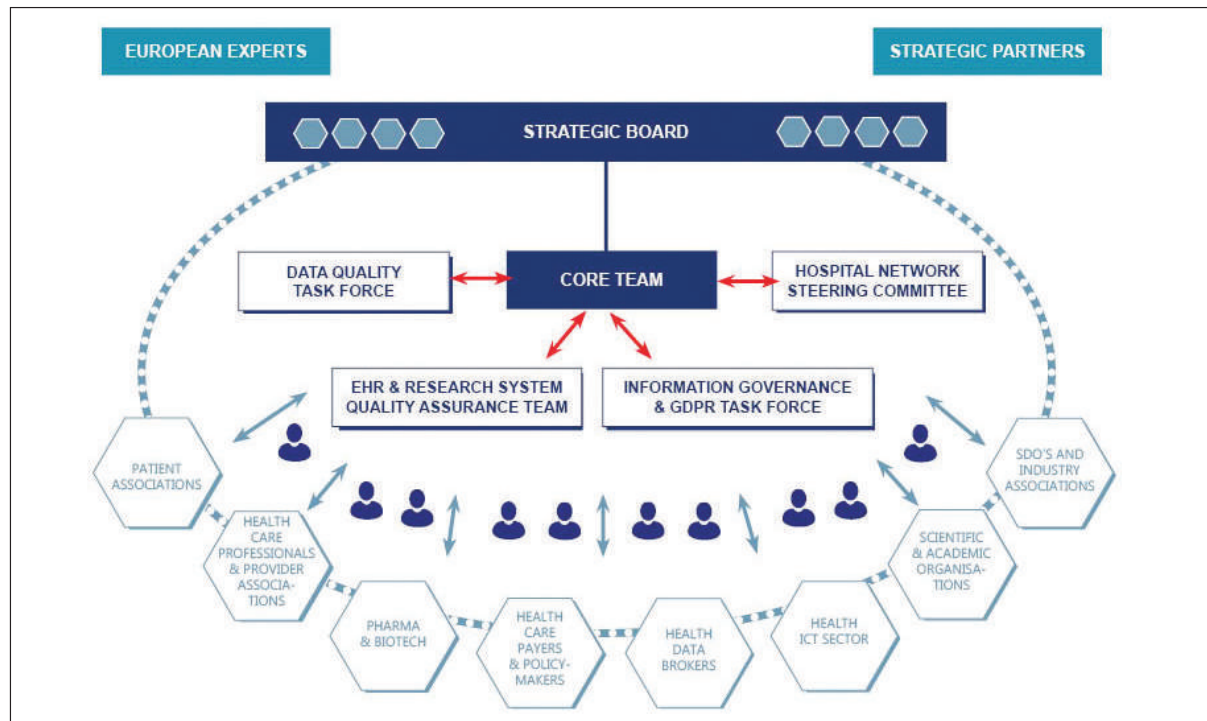 EUROPEAN EXPERTS
STRATEGIC PARTNERS
STRATEGIC BOARD
DATA QUALITY
TASK FORCE
CORE TEAM
HOSPITAL NETWORK
STEERING COMMITTEE
EHR & RESEARCH SYSTEM
QUALITY ASSURANCE TEAM
INFORMATION GOVERNANCE
& GDPR TASK FORCE
PATIENT
ASSOCIATIONS
HEALTH
CARE
PROFESSIONALS
& PROVIDER
ASSOCIA-
TIONS
PHARMA
& BIOTECH
HEALTH
CARE
PAYERS
& POLICY-
MAKERS
HEALTH
DATA
BROKERS
HEALTH
ICT SECTOR
SCIENTIFIC
& ACADEMIC
ORGANISA-
TIONS
SDO'S AND
INDUSTRY
ASSOCIATIONS